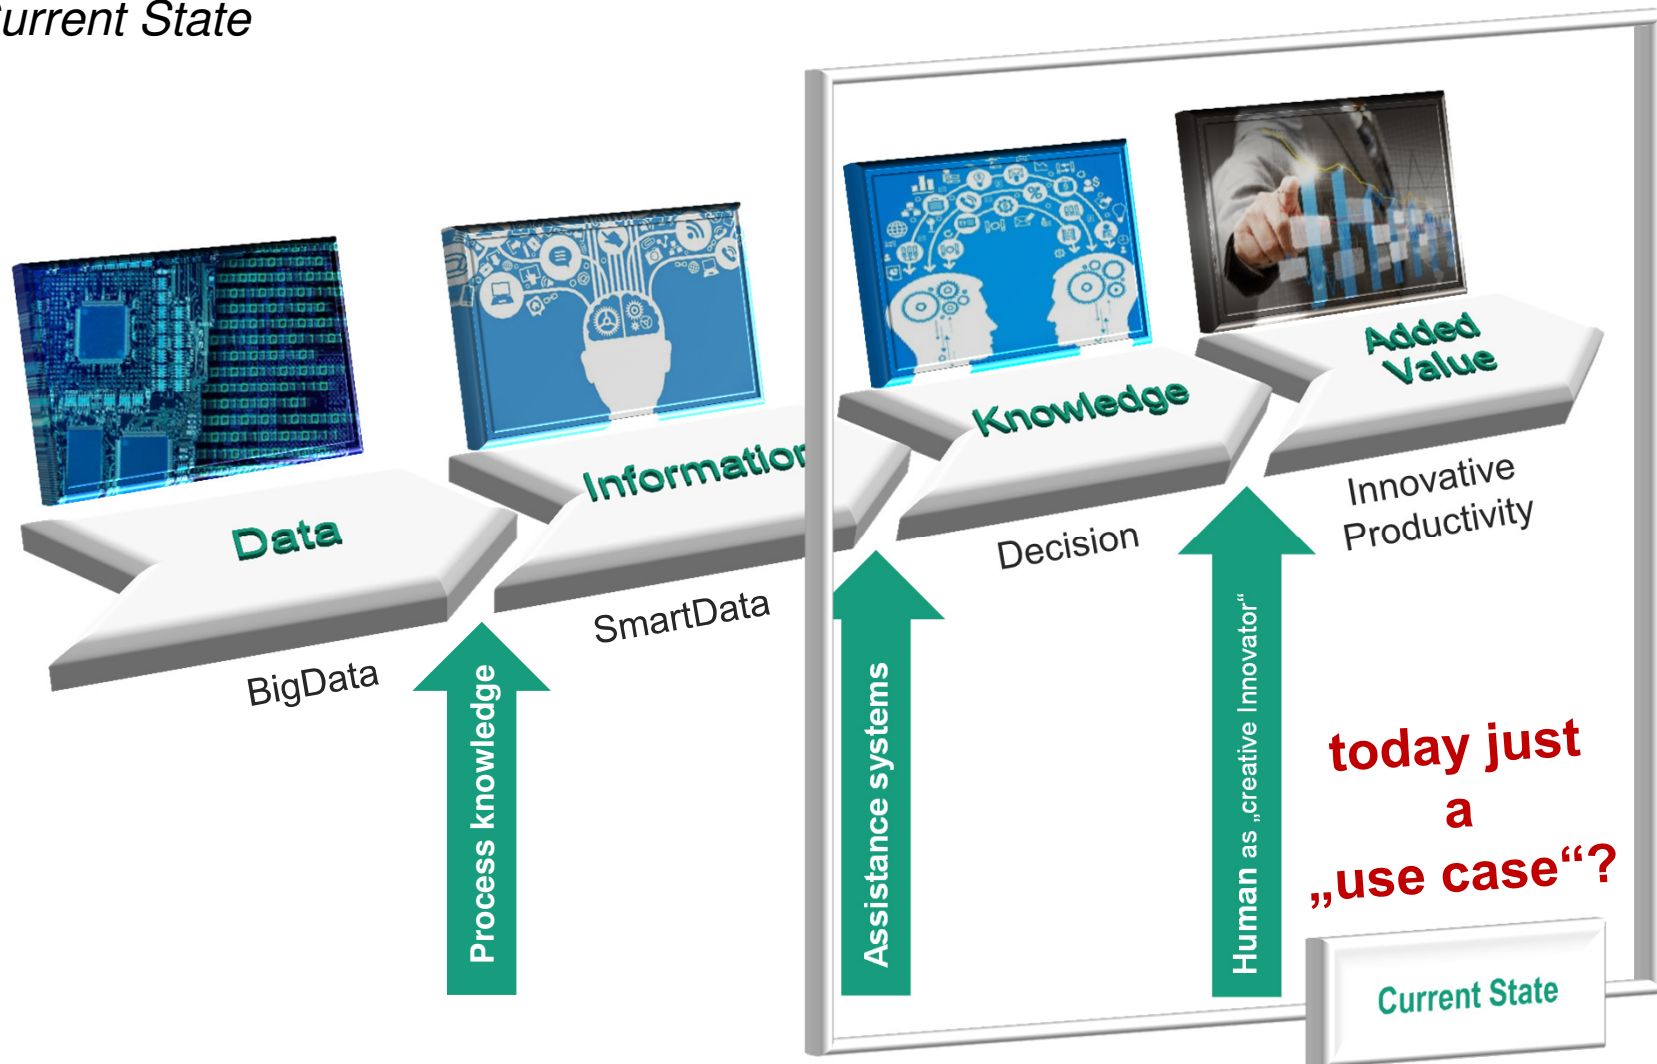 urrent State
Data
BigData
Process knowledge
Information
SmartData
Assistance systems
Knowledge
Decision
Human as „creative Innovator“
Added
Value
Innovative
Productivity
today just
a
„use case“?
Current State